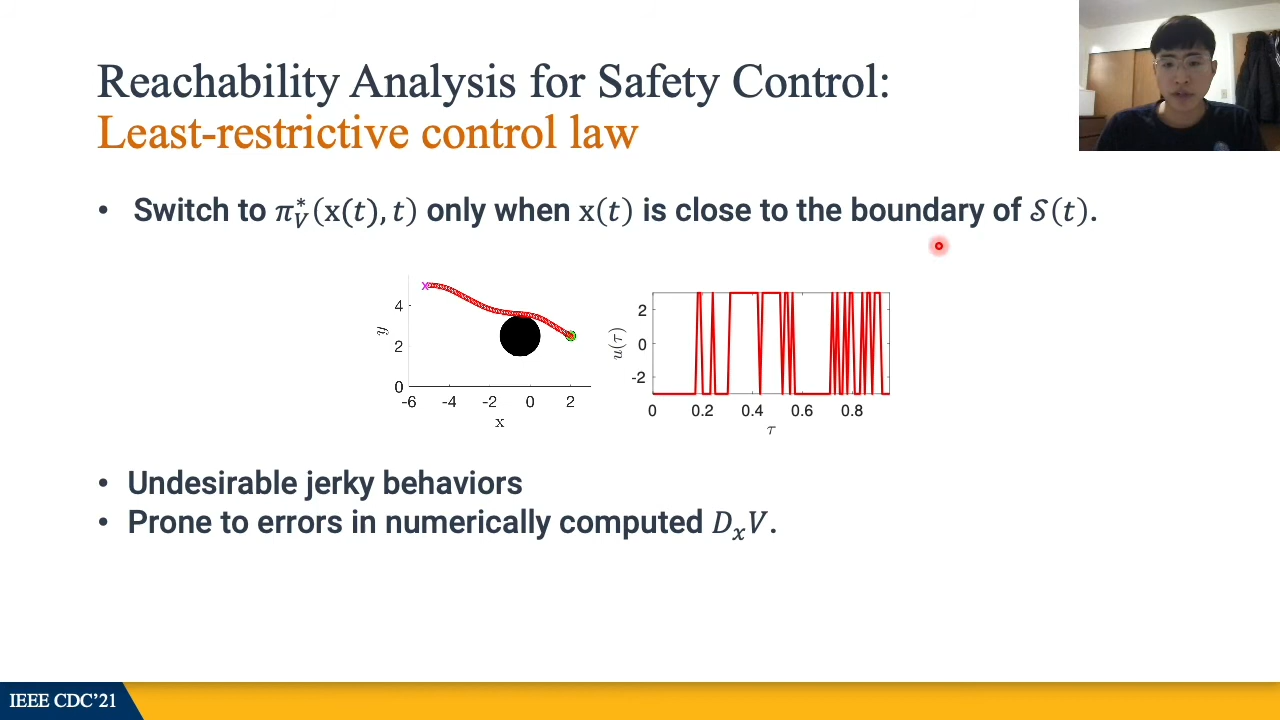 Reachability Analysis for Safety Control:
Least-restrictive control law
• Switch to π*_V(x(t), t) only when x(t) is close to the boundary of 𝒮(t).
4
2
0
y
-6 -4 -2 0 2
x
2
0
-2
u(τ)
0 0.2 0.4 0.6 0.8
τ
• Undesirable jerky behaviors
• Prone to errors in numerically computed DₓV.
IEEE CDC’21